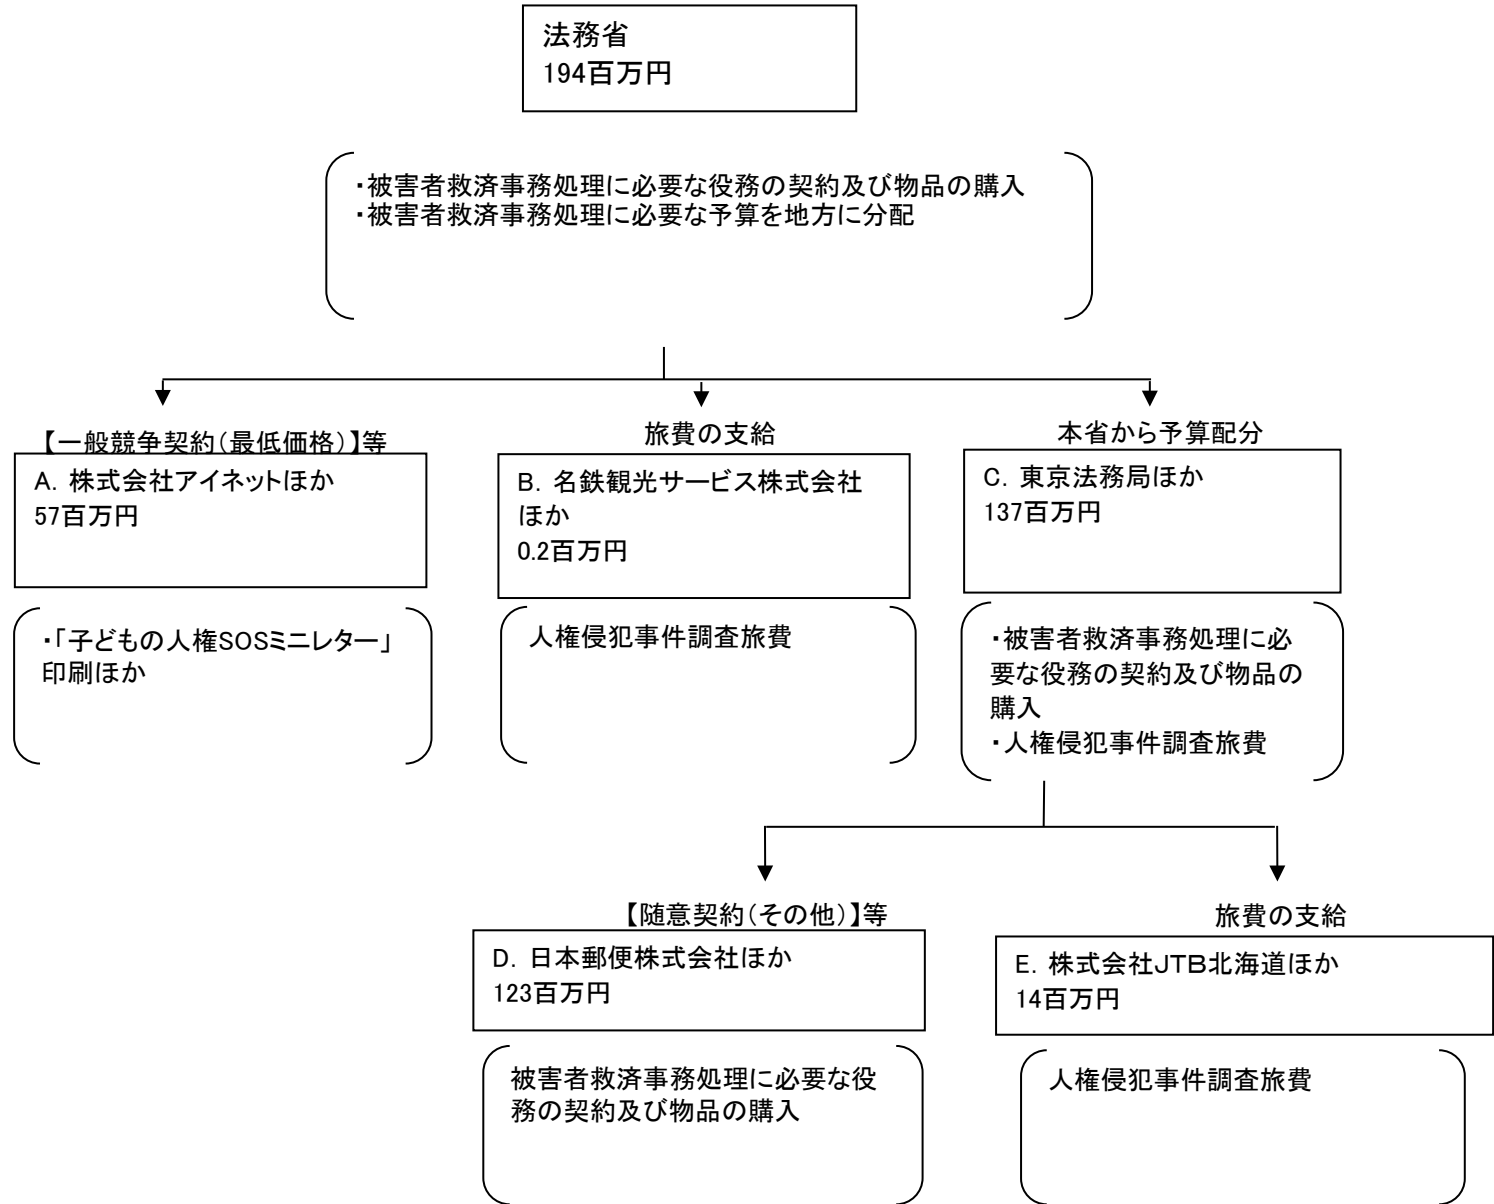 法務省
194百万円
・被害者救済事務処理に必要な役務の契約及び物品の購入
・被害者救済事務処理に必要な予算を地方に分配
【一般競争契約（最低価格）】等
A．株式会社アイネットほか
57百万円
・「子どもの人権SOSミニレター」
印刷ほか
旅費の支給
B．名鉄観光サービス株式会社
ほか
0.2百万円
人権侵犯事件調査旅費
本省から予算配分
C．東京法務局ほか
137百万円
・被害者救済事務処理に必
要な役務の契約及び物品の
購入
・人権侵犯事件調査旅費
【随意契約（その他）】等
D．日本郵便株式会社ほか
123百万円
被害者救済事務処理に必要な役
務の契約及び物品の購入
旅費の支給
E．株式会社JTB北海道ほか
14百万円
人権侵犯事件調査旅費